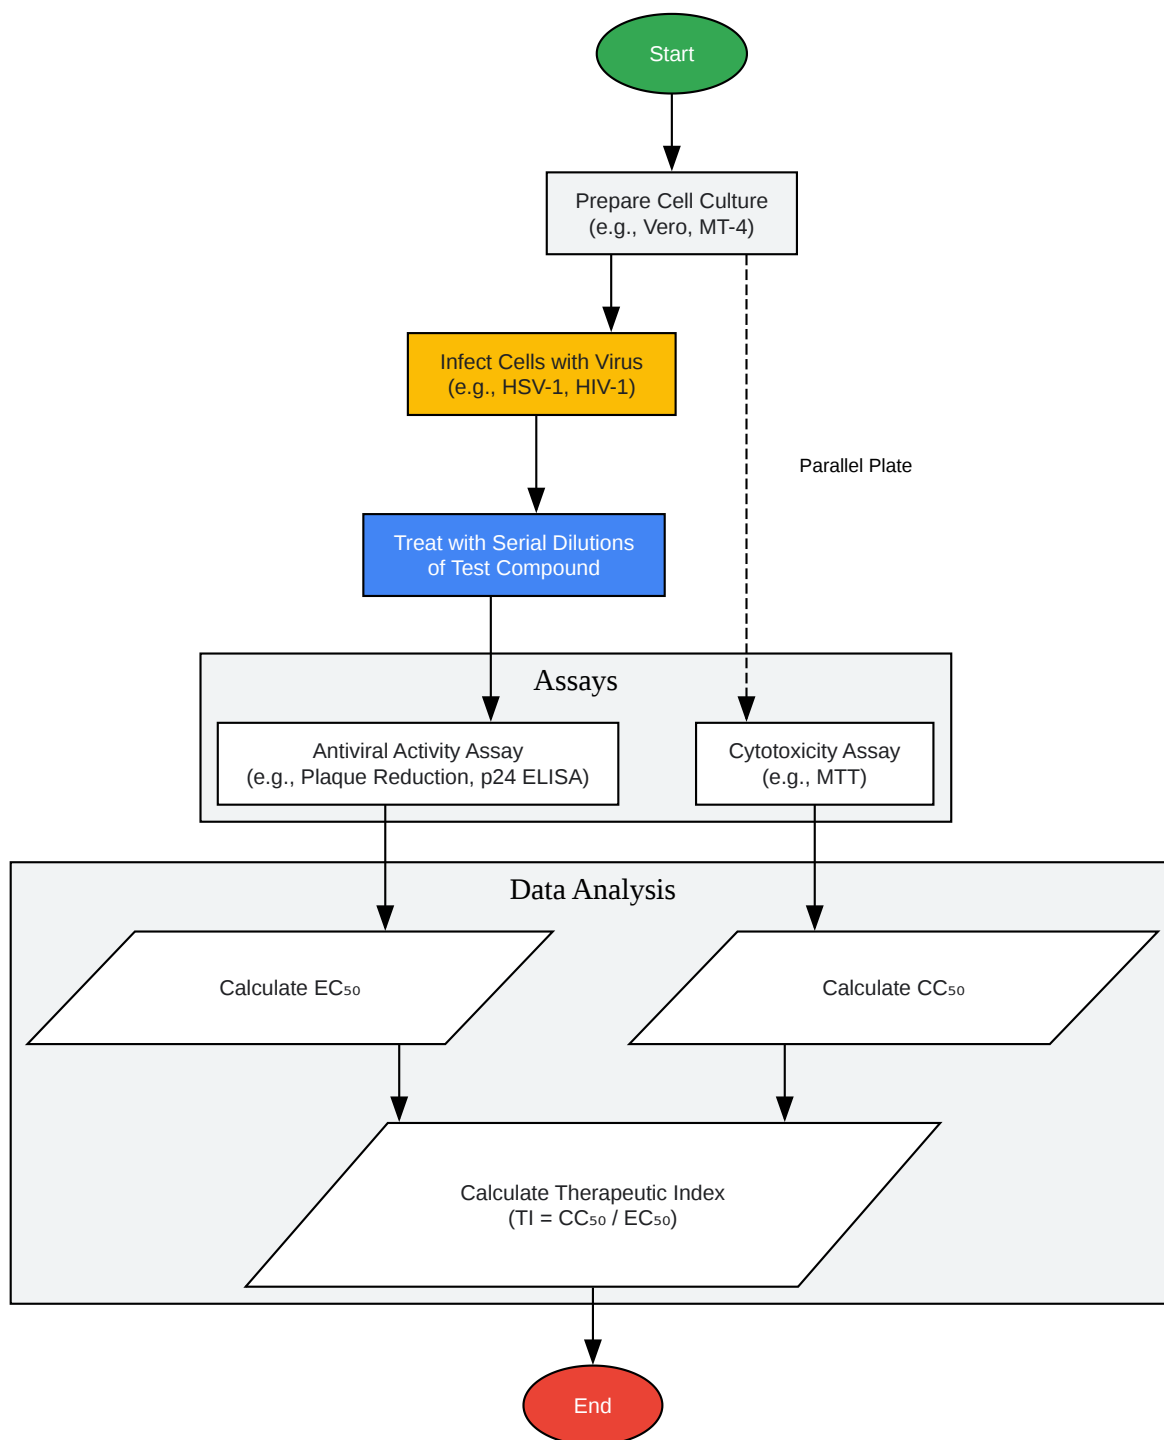 Start
Prepare Cell Culture
(e.g., Vero, MT-4)
Infect Cells with Virus
(e.g., HSV-1, HIV-1)
Parallel Plate
Treat with Serial Dilutions
of Test Compound
Assays
Antiviral Activity Assay
(e.g., Plaque Reduction, p24 ELISA)
Cytotoxicity Assay
(e.g., MTT)
Data Analysis
Calculate EC₅₀
Calculate CC₅₀
Calculate Therapeutic Index
(TI = CC₅₀ / EC₅₀)
End